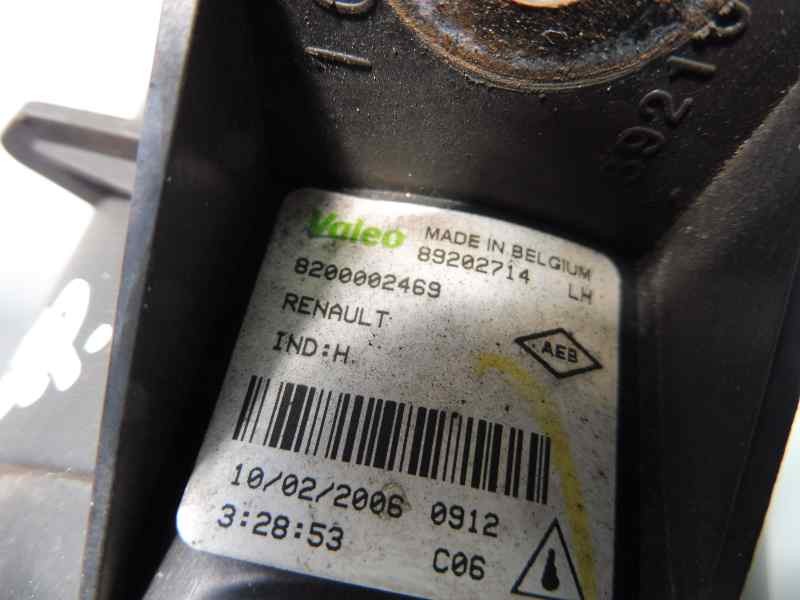 Valeo MADE IN BELGIUM
89202714 LH
8200002469
RENAULT
IND:H
AEB
10/02/2006 0912
3:28:53 C06